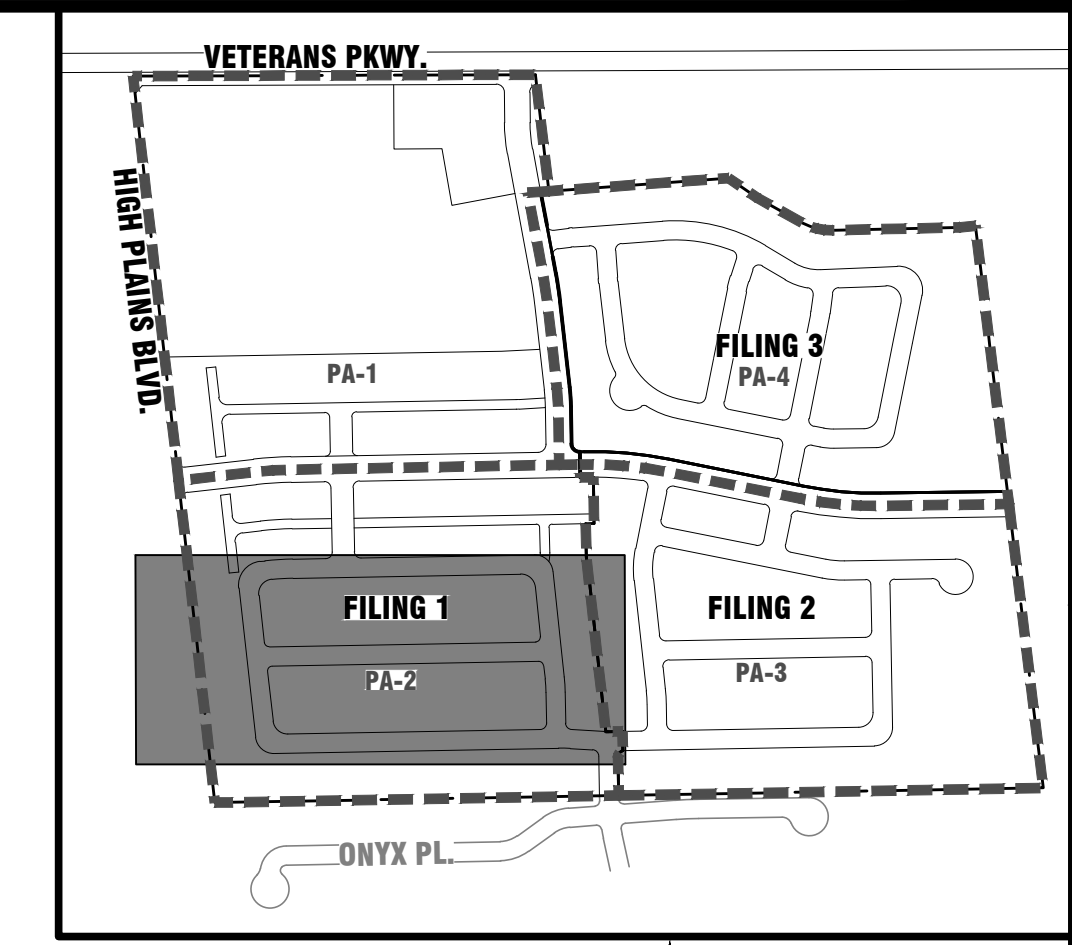 VETERANS PKWY.
HIGH PLAINS BLVD.
FILING 3
PA-4
PA-1
FILING 1
PA-2
FILING 2
PA-3
ONYX PL.